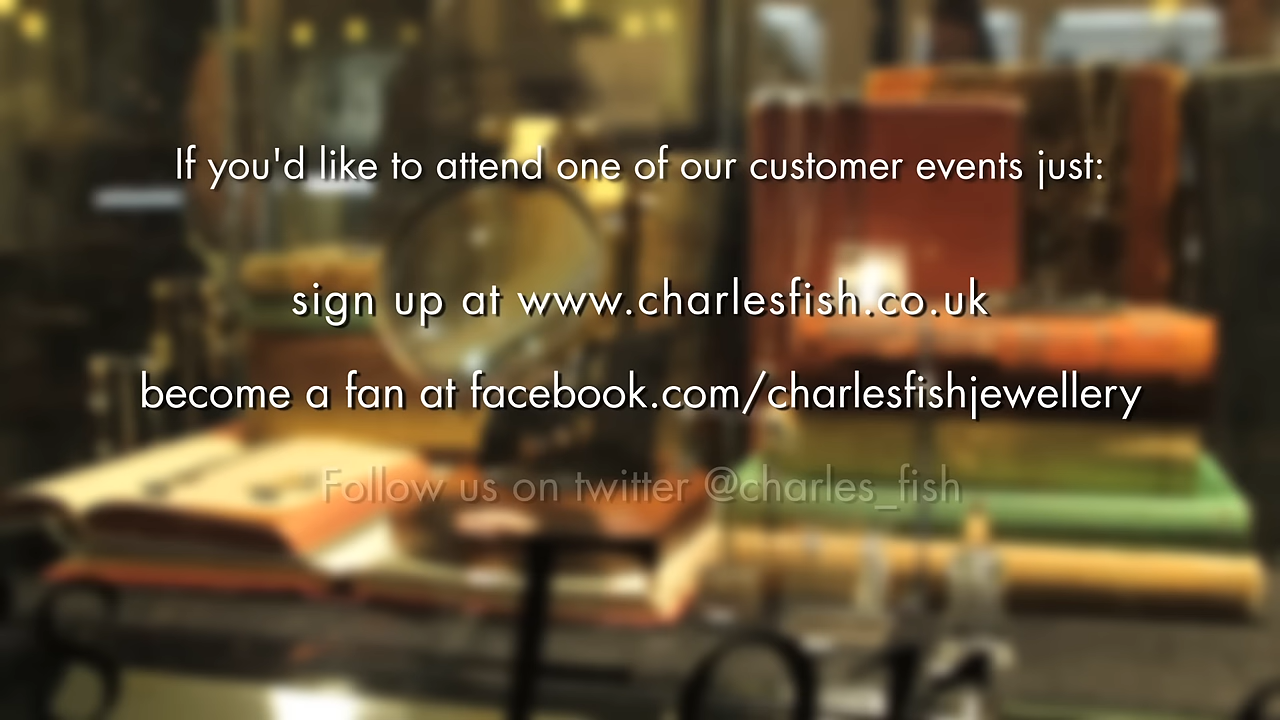 If you'd like to attend one of our customer events just:
sign up at www.charlesfish.co.uk
become a fan at facebook.com/charlesfishjewellery
Follow us on twitter @charles_fish